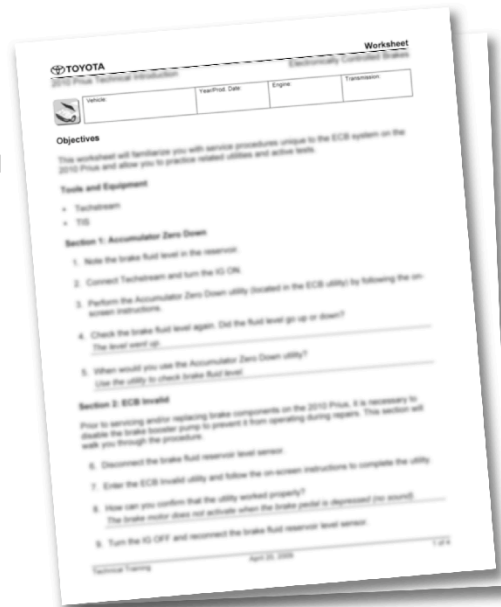 Worksheet
TOYOTA
2010 Prius Technical Introduction
Electronically Controlled Brakes
Vehicle:
Year/Prod. Date:
Engine:
Transmission:
Objectives
This worksheet will familiarize you with service procedures unique to the ECB system on the
2010 Prius and allow you to practice related utilities and active tests.
Tools and Equipment
• Techstream
• TIS
Section 1: Accumulator Zero Down
1. Note the brake fluid level in the reservoir.
2. Connect Techstream and turn the IG ON.
3. Perform the Accumulator Zero Down utility (located in the ECB utility) by following the on-
screen instructions.
4. Check the brake fluid level again. Did the fluid level go up or down?
The level went up.
5. When would you use the Accumulator Zero Down utility?
Use the utility to check brake fluid level.
Section 2: ECB Invalid
Prior to servicing and/or replacing brake components on the 2010 Prius, it is necessary to
disable the brake booster pump to prevent it from operating during repairs. This section will
walk you through the procedure.
6. Disconnect the brake fluid reservoir level sensor.
7. Enter the ECB Invalid utility and follow the on-screen instructions to complete the utility.
8. How can you confirm that the utility worked properly?
The brake motor does not activate when the brake pedal is depressed (no sound).
9. Turn the IG OFF and reconnect the brake fluid reservoir level sensor.
Technical Training
April 20, 2009
1 of 4